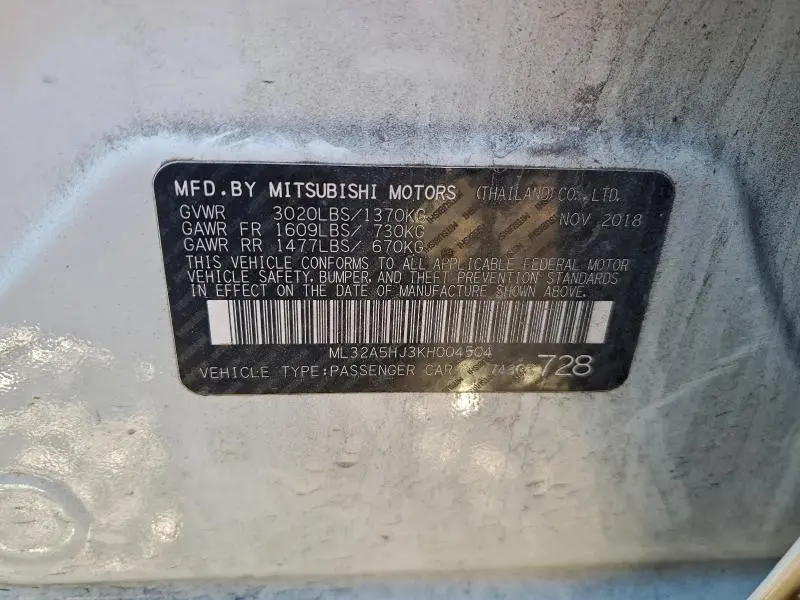 MFD.BY MITSUBISHI MOTORS (THAILAND)CO.,LTD.
GVWR 3020LBS/1370KG NOV 2018
GAWR FR 1609LBS/ 730KG
GAWR RR 1477LBS/ 670KG
THIS VEHICLE CONFORMS TO ALL APPLICABLE FEDERAL MOTOR
VEHICLE SAFETY, BUMPER, AND THEFT PREVENTION STANDARDS
IN EFFECT ON THE DATE OF MANUFACTURE SHOWN ABOVE.
ML32A5HJ3KH004504
VEHICLE TYPE:PASSENGER CAR 728